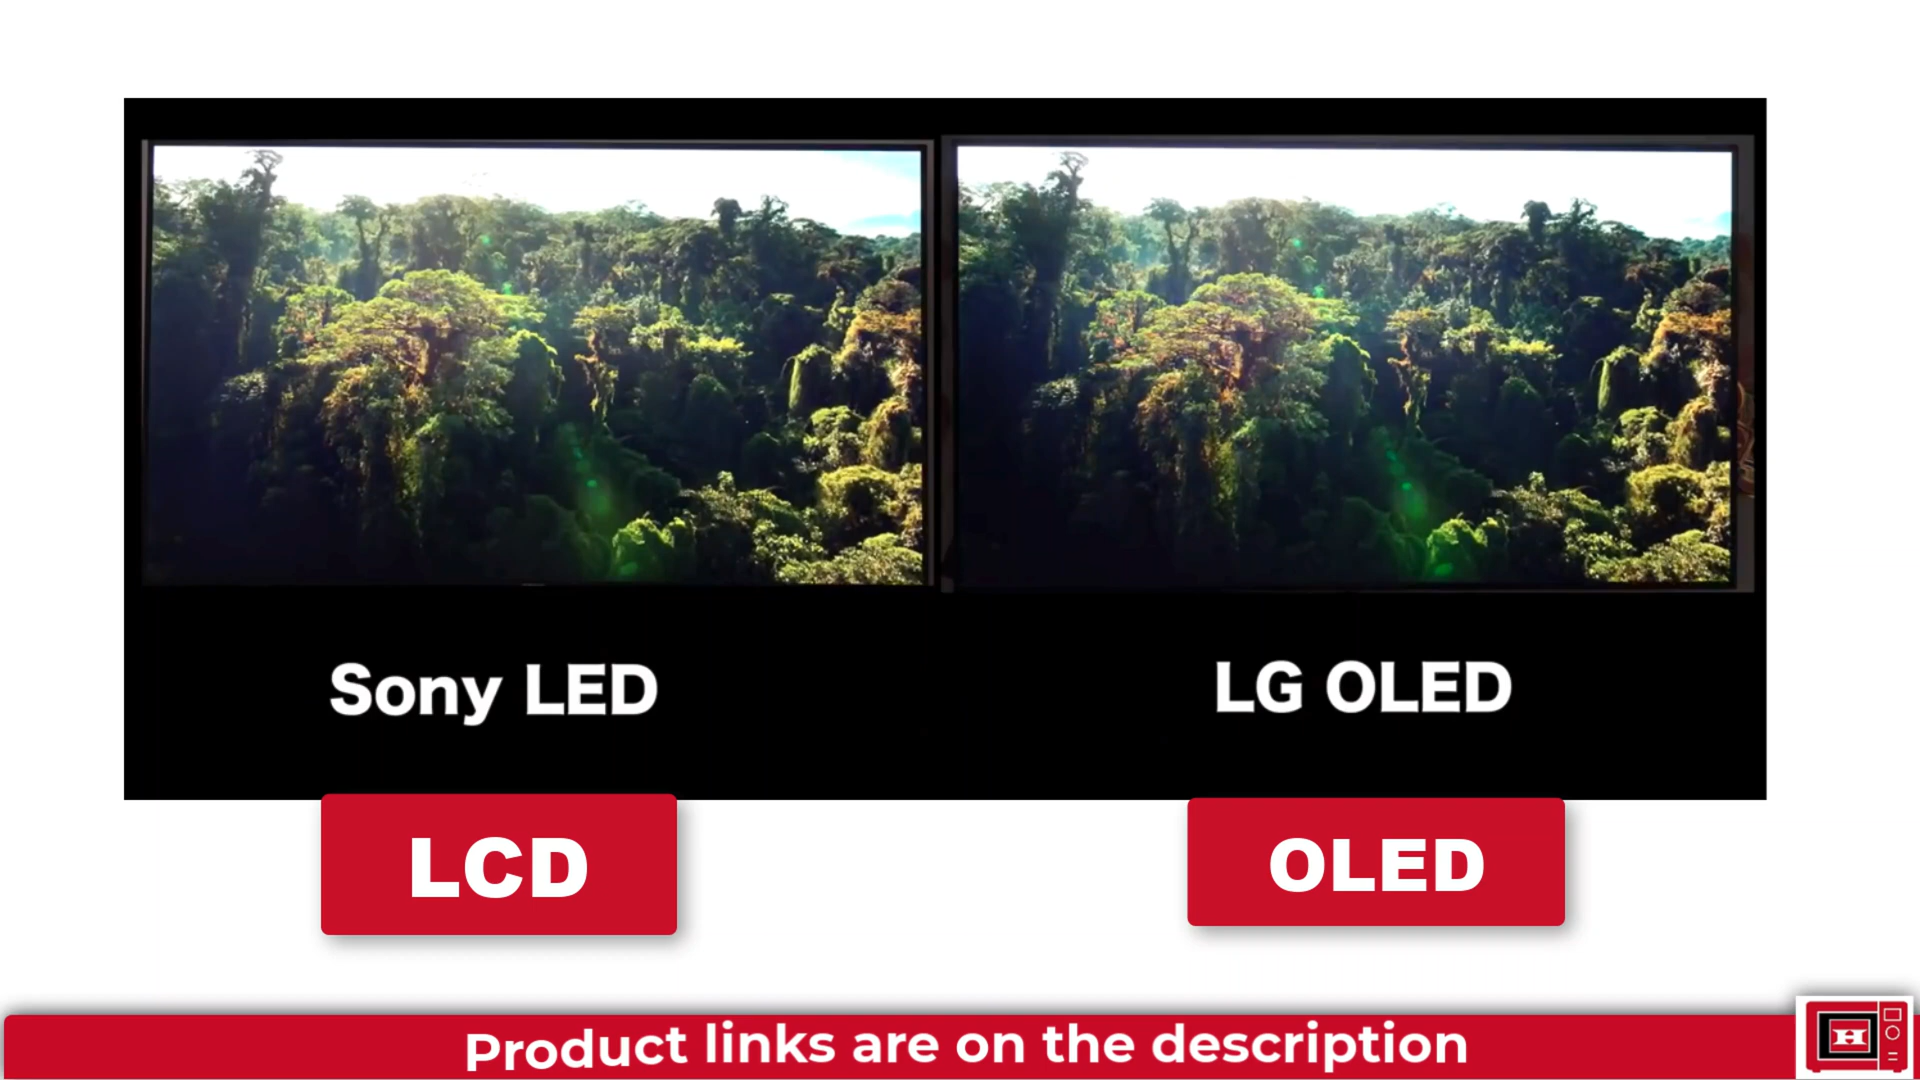 Sony LED
LG OLED
LCD
OLED
Product links are on the description
H